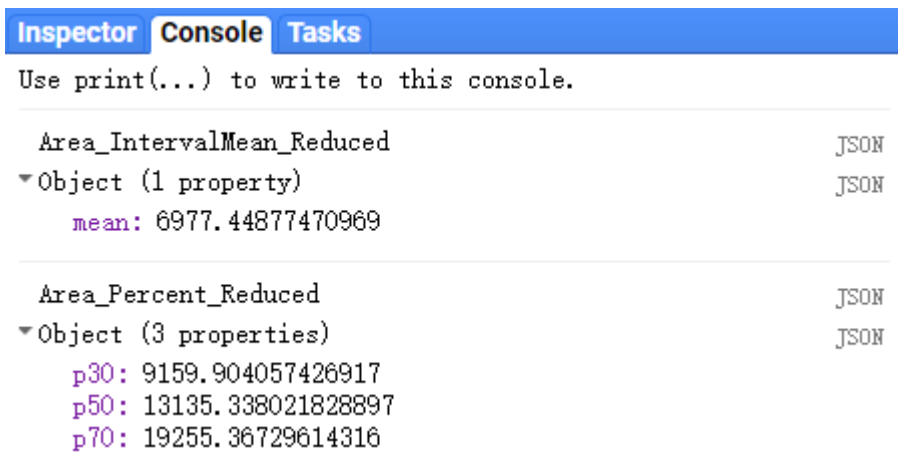 Inspector Console Tasks
Use print(...) to write to this console.
Area_IntervalMean_Reduced JSON
Object (1 property) JSON
mean: 6977.44877470969
Area_Percent_Reduced JSON
Object (3 properties) JSON
p30: 9159.904057426917
p50: 13135.338021828897
p70: 19255.36729614316